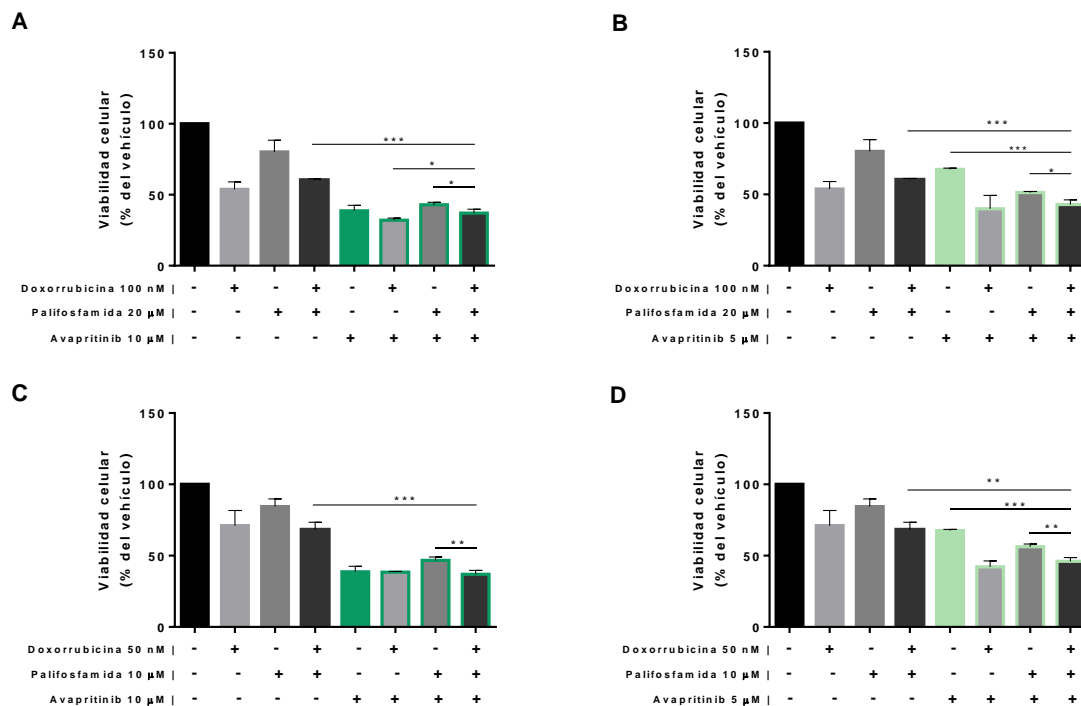 A
Viabilidad celular
(% del vehículo)
150
100
50
0
***
*
*
Doxorrubicina 100 nM | - + - + - + - +
Palifosfamida 20 µM | - - + + - - + +
Avapritinib 10 µM | - - - - + + + +
B
Viabilidad celular
(% del vehículo)
150
100
50
0
***
***
*
Doxorrubicina 100 nM | - + - + - + - +
Palifosfamida 20 µM | - - + + - - + +
Avapritinib 5 µM | - - - - + + + +
C
Viabilidad celular
(% del vehículo)
150
100
50
0
***
**
Doxorrubicina 50 nM | - + - + - + - +
Palifosfamida 10 µM | - - + + - - + +
Avapritinib 10 µM | - - - - + + + +
D
Viabilidad celular
(% del vehículo)
150
100
50
0
**
***
**
Doxorrubicina 50 nM | - + - + - + - +
Palifosfamida 10 µM | - - + + - - + +
Avapritinib 5 µM | - - - - + + + +